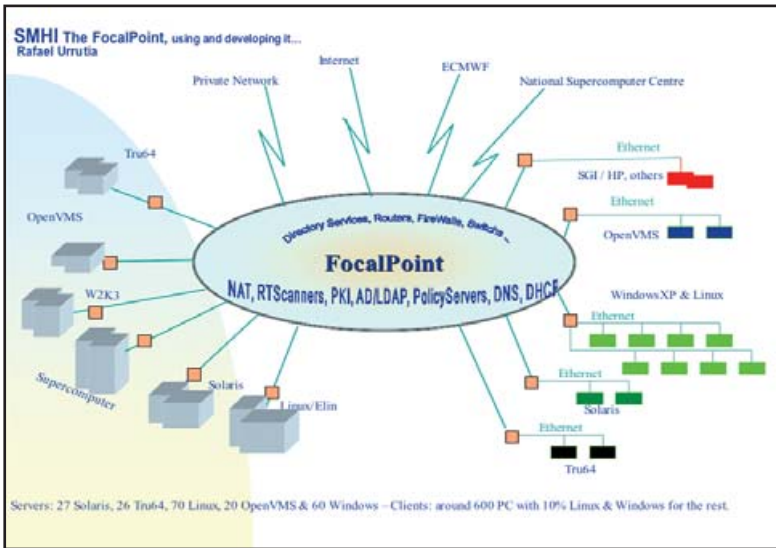 SMHI The FocalPoint, using and developing it...
Rafael Urrutia
Private Network
Internet
ECMWF
National Supercomputer Centre
Tru64
OpenVMS
W2K3
Supercomputer
Solaris
Linux/Elin
Directory Services, Routers, FireWalls, Switchs...
FocalPoint
NAT, RTScanners, PKI, AD/LDAP, PolicyServers, DNS, DHCP
Ethernet
SGI / HP, others
Ethernet
OpenVMS
WindowsXP & Linux
Ethernet
Ethernet
Solaris
Ethernet
Tru64
Servers: 27 Solaris, 26 Tru64, 70 Linux, 20 OpenVMS & 60 Windows – Clients: around 600 PC with 10% Linux & Windows for the rest.